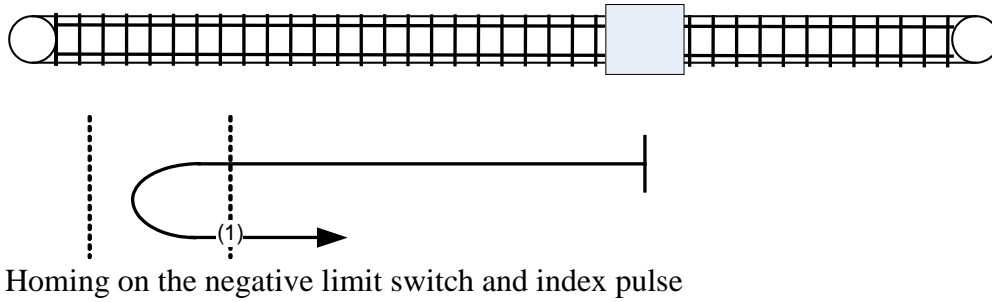 (1)
Homing on the negative limit switch and index pulse